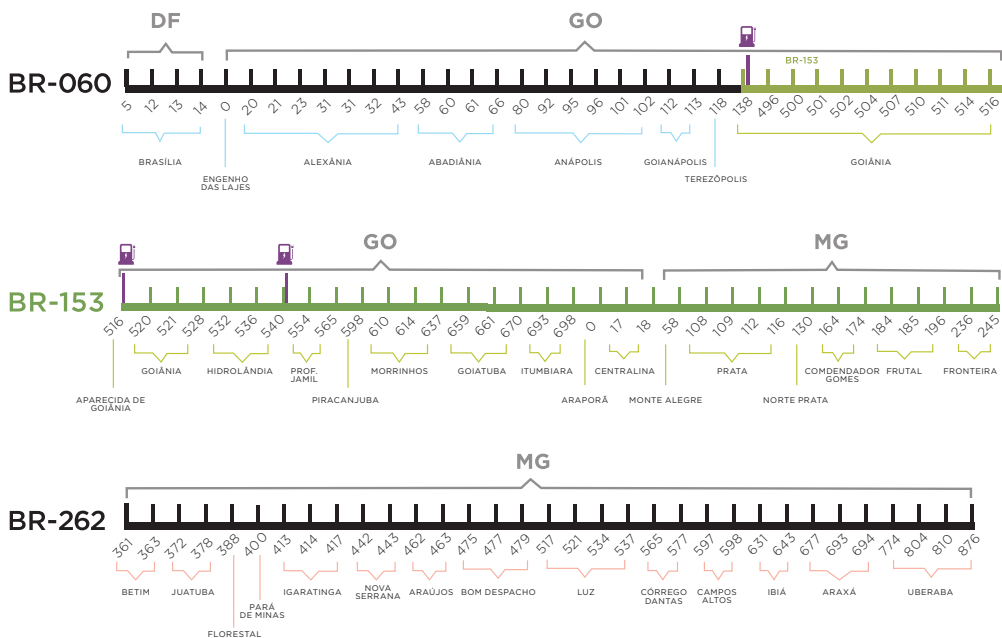 DF
GO
BR-153
BR-060
5 12 13 14 0 20 21 23 31 31 32 43 58 60 61 66 80 92 95 96 101 102 112 113 118 138 496 500 501 502 504 507 510 511 514 516
BRASÍLIA
ALEXÂNIA
ABADIÂNIA
ANÁPOLIS
GOIANÁPOLIS
GOIÂNIA
ENGENHO
DAS LAJES
TEREZÔPOLIS
GO
MG
BR-153
516 520 521 528 532 536 540 554 565 598 610 614 637 659 661 670 693 698 0 17 18 58 108 109 112 116 130 164 174 184 185 196 236 245
GOIÂNIA
HIDROLÂNDIA
PROF.
JAMIL
MORRINHOS
GOIATUBA
ITUMBIARA
CENTRALINA
PRATA
COMDENDADOR
GOMES
FRUTAL
FRONTEIRA
APARECIDA DE
GOIÂNIA
PIRACANJUBA
ARAPORÃ
MONTE ALEGRE
NORTE PRATA
MG
BR-262
361 363 372 378 388 400 413 414 417 442 443 462 463 475 477 479 517 521 534 537 565 577 597 598 631 643 677 693 694 774 804 810 876
BETIM
JUATUBA
IGARATINGA
NOVA
SERRANA
ARAÚJOS
BOM DESPACHO
LUZ
CÓRREGO
DANTAS
CAMPOS
ALTOS
IBIÁ
ARAXÁ
UBERABA
PARÁ
DE MINAS
FLORESTAL